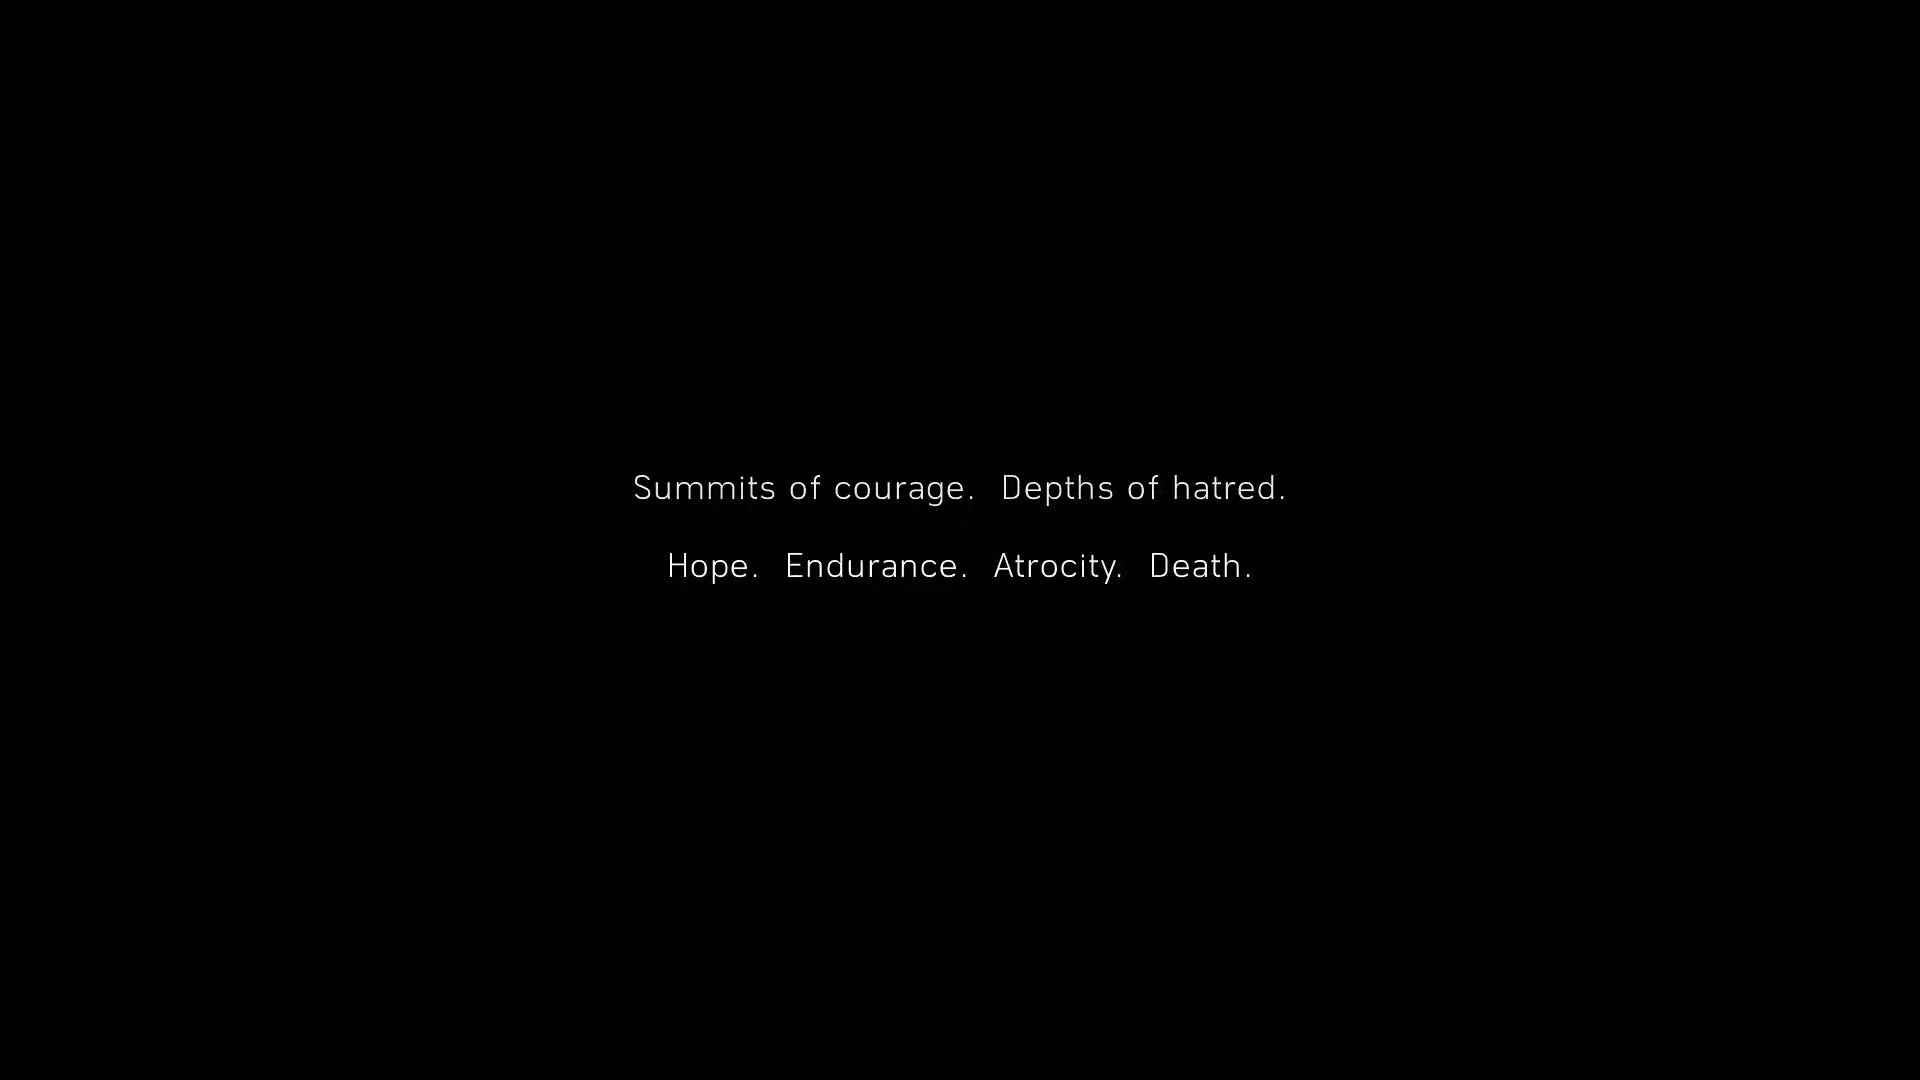 Summits of courage.  Depths of hatred.
Hope.  Endurance.  Atrocity.  Death.